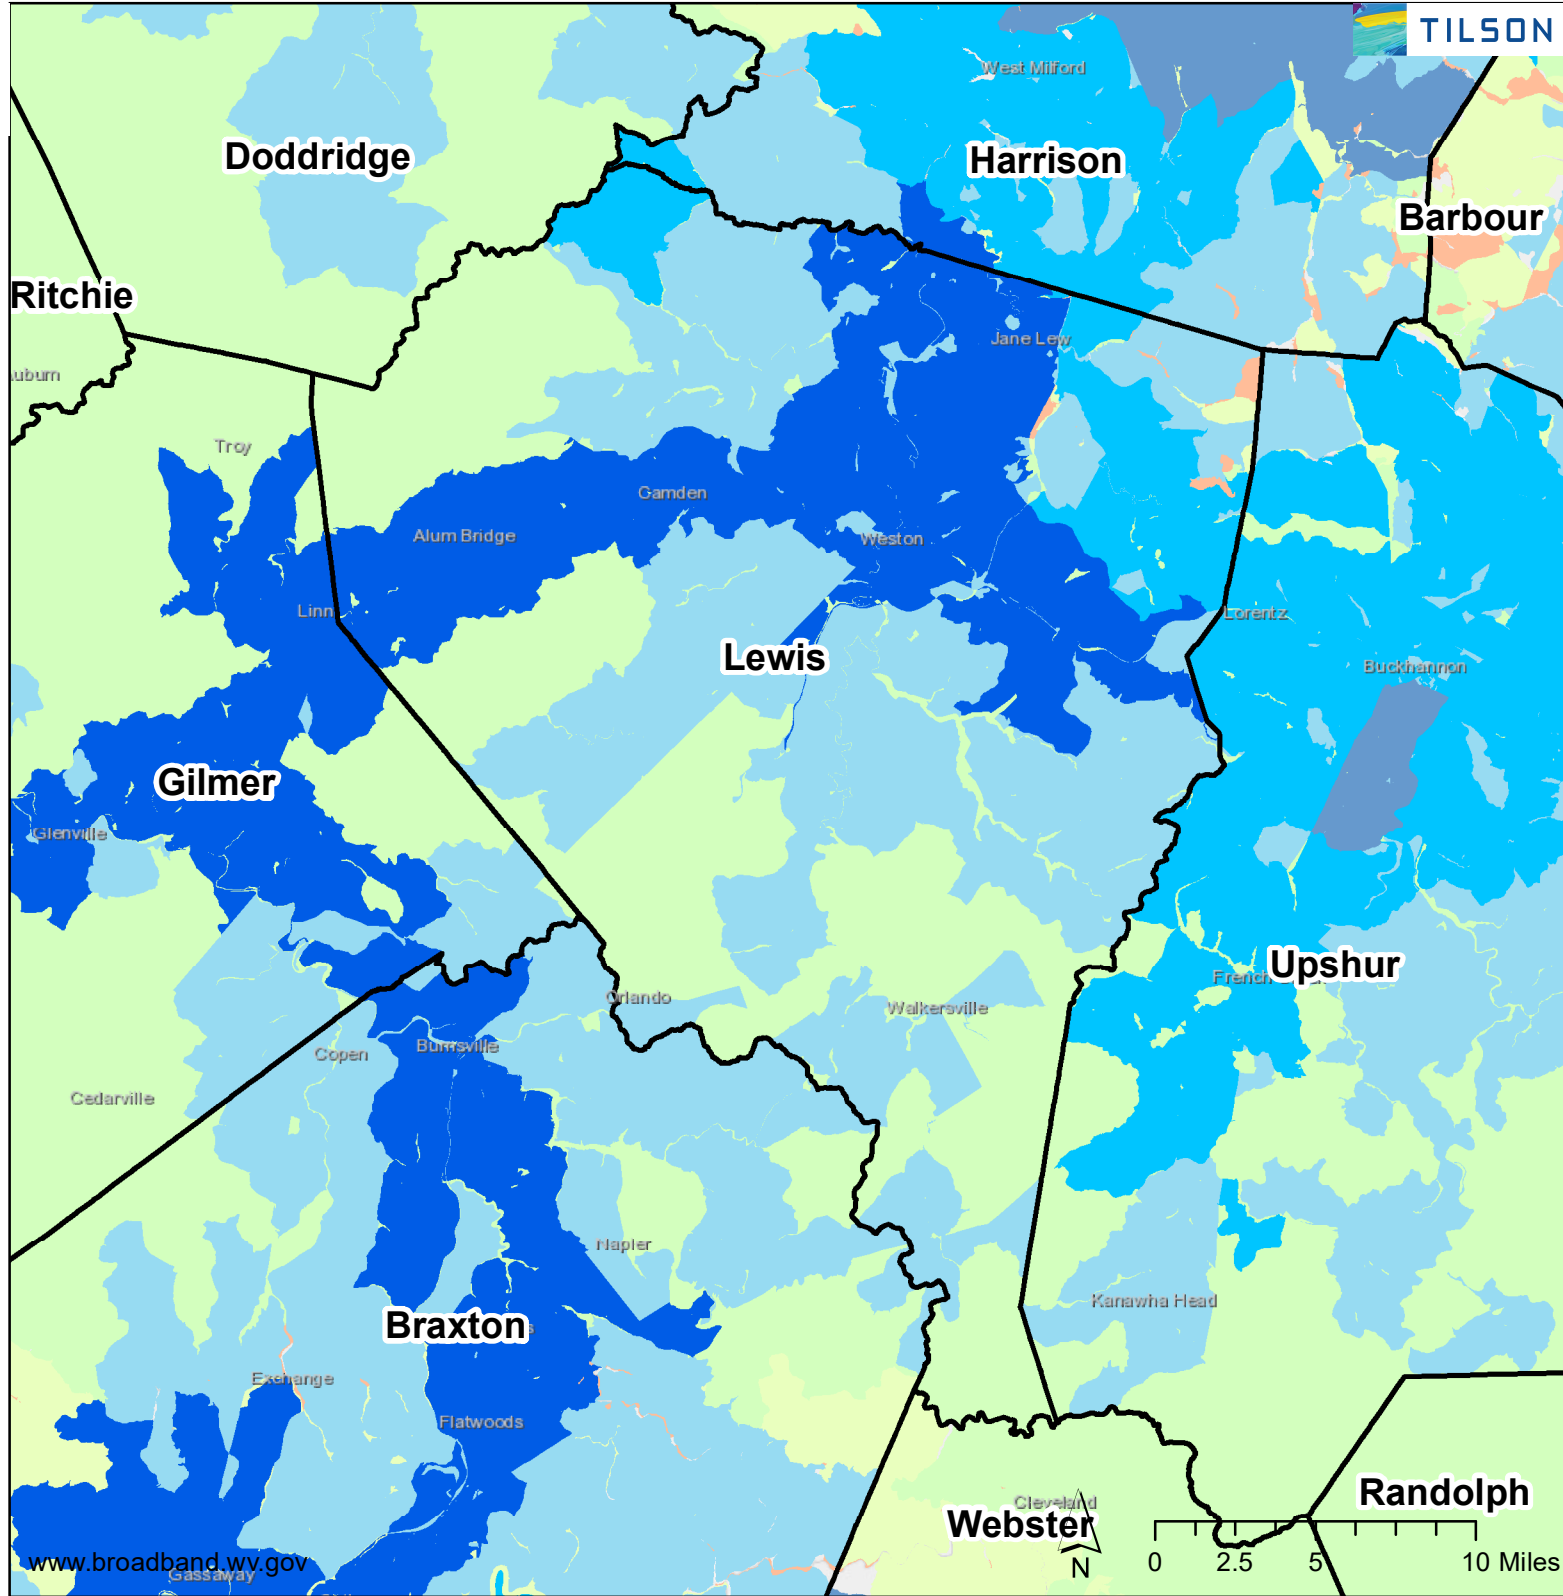 TILSON
West Milford
Doddridge
Harrison
Barbour
Ritchie
Jane Lew
uburn
Troy
Camden
Alum Bridge
Weston
Linn
Lorentz
Lewis
Buckhannon
Gilmer
Glenville
Upshur
French
Orlando
Walkersville
Burnsville
Copen
Cedarville
Napier
Kanawha Head
Braxton
Exchange
Flatwoods
Randolph
Cleveland
Webster
N
0 2.5 5 10 Miles
www.broadband.wv.gov
Gassaway